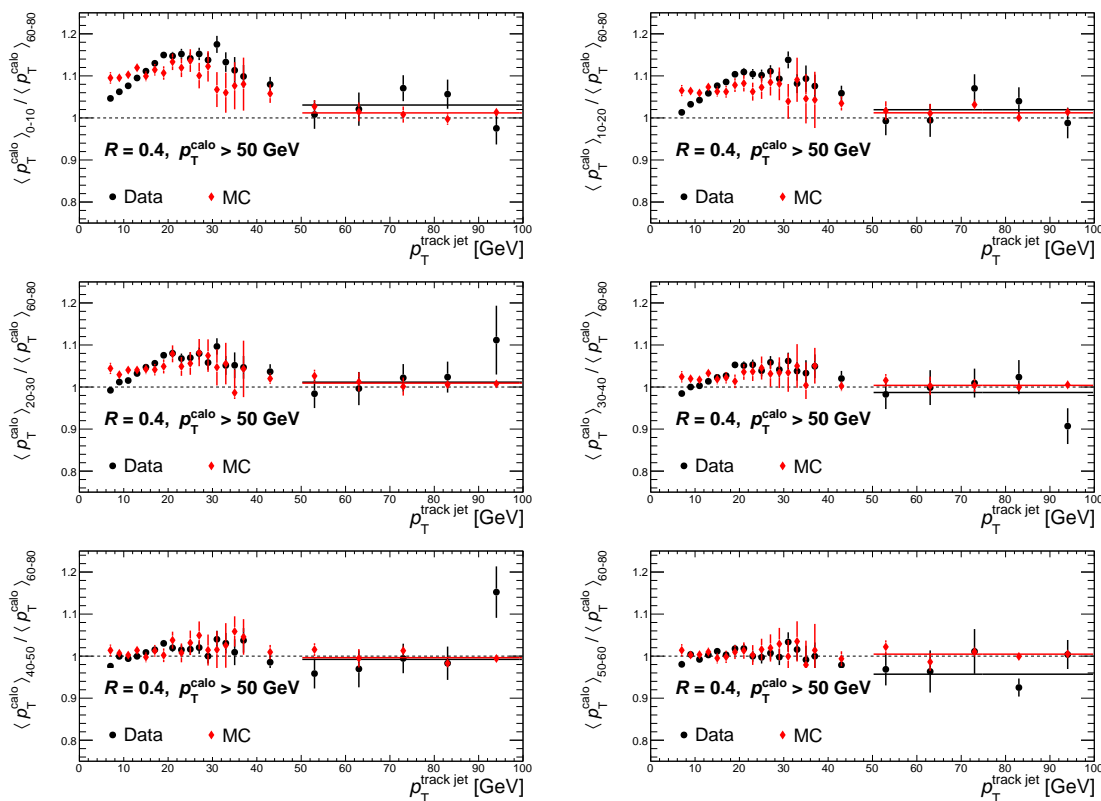 ⟨ p_T^calo ⟩_0-10 / ⟨ p_T^calo ⟩_60-80
1.2
1.1
1
0.9
0.8
R = 0.4, p_T^calo > 50 GeV
Data MC
0 10 20 30 40 50 60 70 80 90 100
p_T^track jet [GeV]
⟨ p_T^calo ⟩_10-20 / ⟨ p_T^calo ⟩_60-80
1.2
1.1
1
0.9
0.8
R = 0.4, p_T^calo > 50 GeV
Data MC
0 10 20 30 40 50 60 70 80 90 100
p_T^track jet [GeV]
⟨ p_T^calo ⟩_20-30 / ⟨ p_T^calo ⟩_60-80
1.2
1.1
1
0.9
0.8
R = 0.4, p_T^calo > 50 GeV
Data MC
0 10 20 30 40 50 60 70 80 90 100
p_T^track jet [GeV]
⟨ p_T^calo ⟩_30-40 / ⟨ p_T^calo ⟩_60-80
1.2
1.1
1
0.9
0.8
R = 0.4, p_T^calo > 50 GeV
Data MC
0 10 20 30 40 50 60 70 80 90 100
p_T^track jet [GeV]
⟨ p_T^calo ⟩_40-50 / ⟨ p_T^calo ⟩_60-80
1.2
1.1
1
0.9
0.8
R = 0.4, p_T^calo > 50 GeV
Data MC
0 10 20 30 40 50 60 70 80 90 100
p_T^track jet [GeV]
⟨ p_T^calo ⟩_50-60 / ⟨ p_T^calo ⟩_60-80
1.2
1.1
1
0.9
0.8
R = 0.4, p_T^calo > 50 GeV
Data MC
0 10 20 30 40 50 60 70 80 90 100
p_T^track jet [GeV]